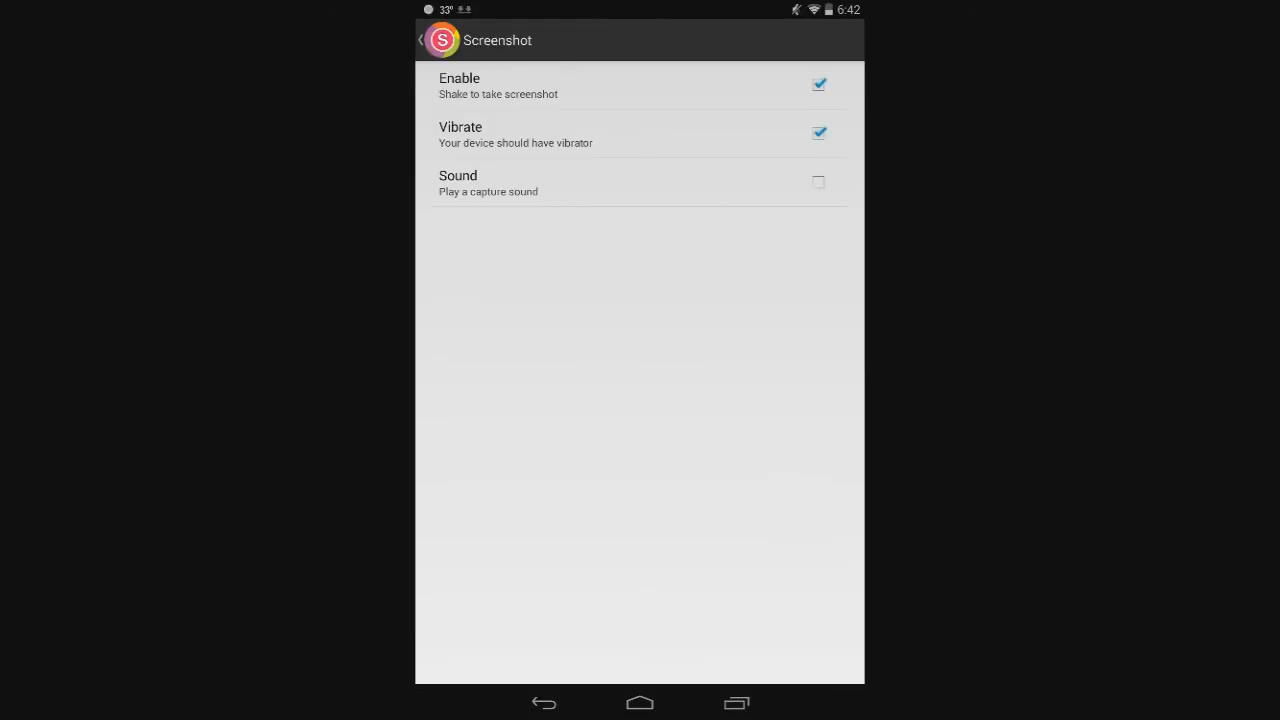 33° 6:42
S Screenshot
Enable
Shake to take screenshot
Vibrate
Your device should have vibrator
Sound
Play a capture sound